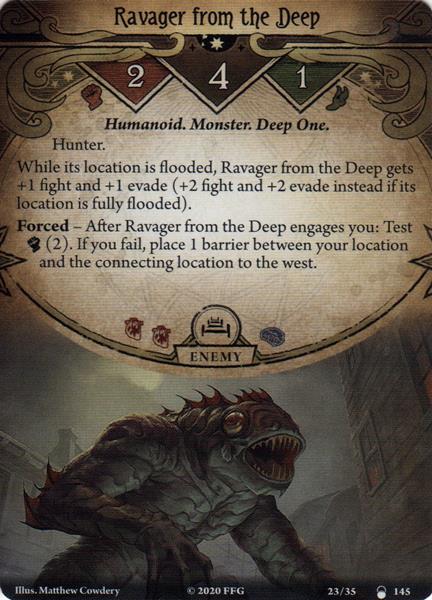 Ravager from the Deep
2 4 1
Humanoid. Monster. Deep One.
Hunter.
While its location is flooded, Ravager from the Deep gets
+1 fight and +1 evade (+2 fight and +2 evade instead if its
location is fully flooded).
Forced – After Ravager from the Deep engages you: Test
(2). If you fail, place 1 barrier between your location
and the connecting location to the west.
ENEMY
Illus. Matthew Cowdery © 2020 FFG 23/35 145